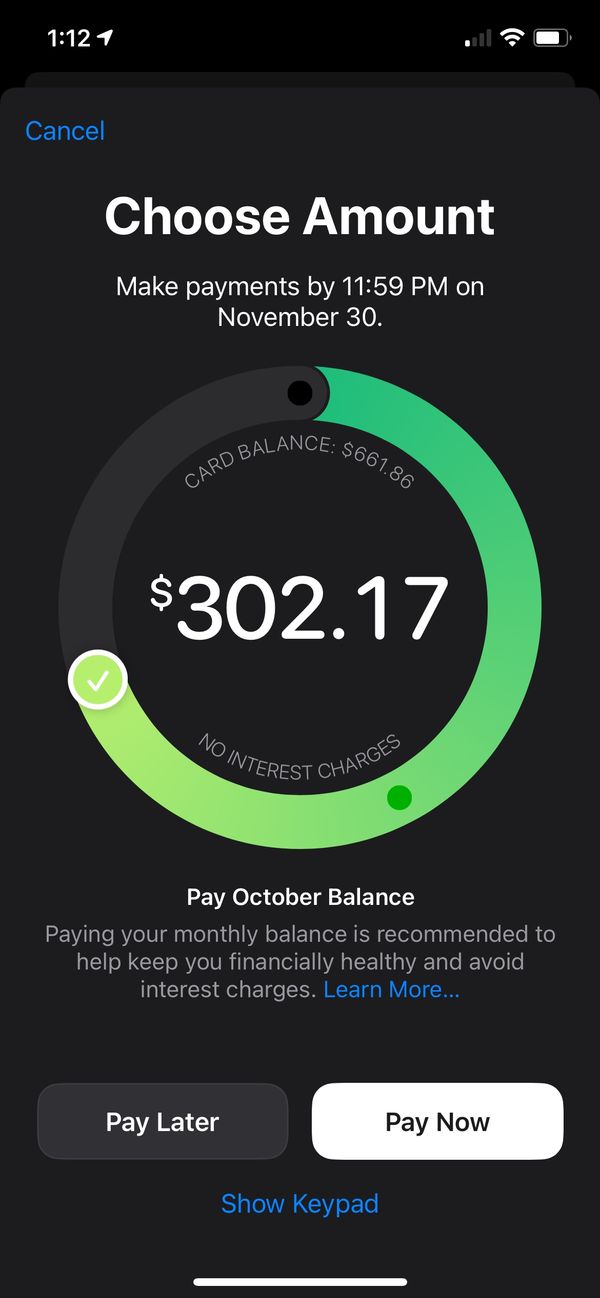 1:12
Cancel
Choose Amount
Make payments by 11:59 PM on
November 30.
CARD BALANCE: $661.86
$302.17
NO INTEREST CHARGES
Pay October Balance
Paying your monthly balance is recommended to
help keep you financially healthy and avoid
interest charges. Learn More...
Pay Later
Pay Now
Show Keypad